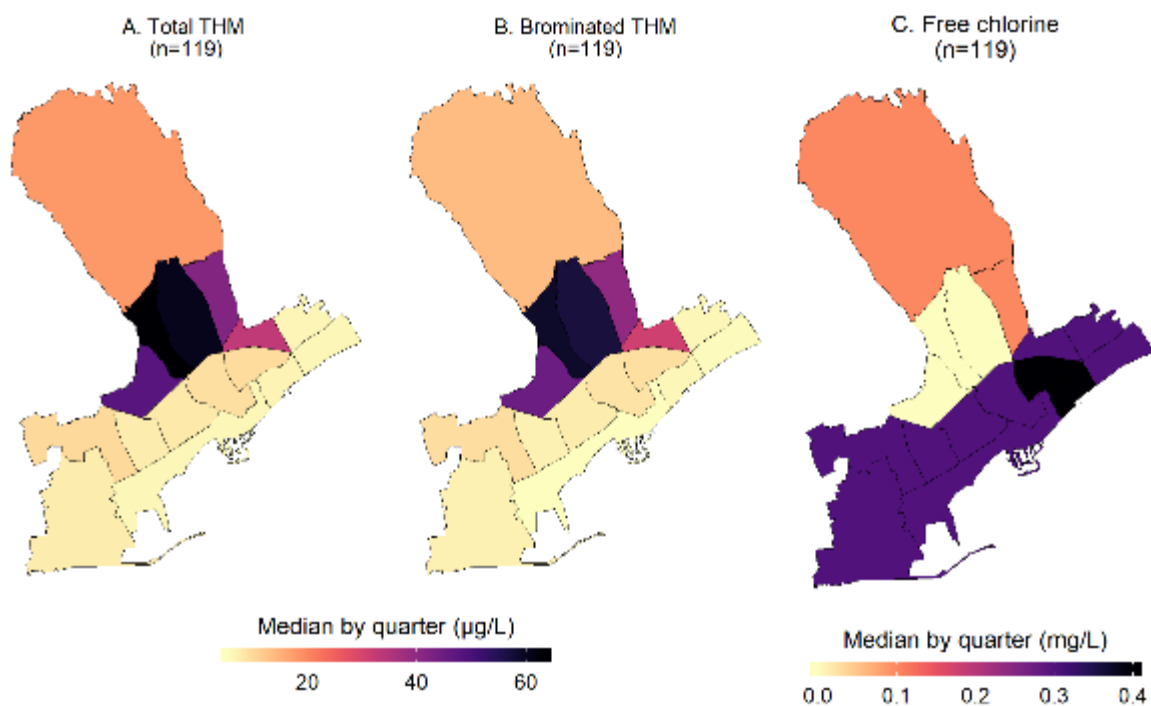 A. Total THM
(n=119)
B. Brominated THM
(n=119)
C. Free chlorine
(n=119)
Median by quarter (µg/L)
20 40 60
Median by quarter (mg/L)
0.0 0.1 0.2 0.3 0.4